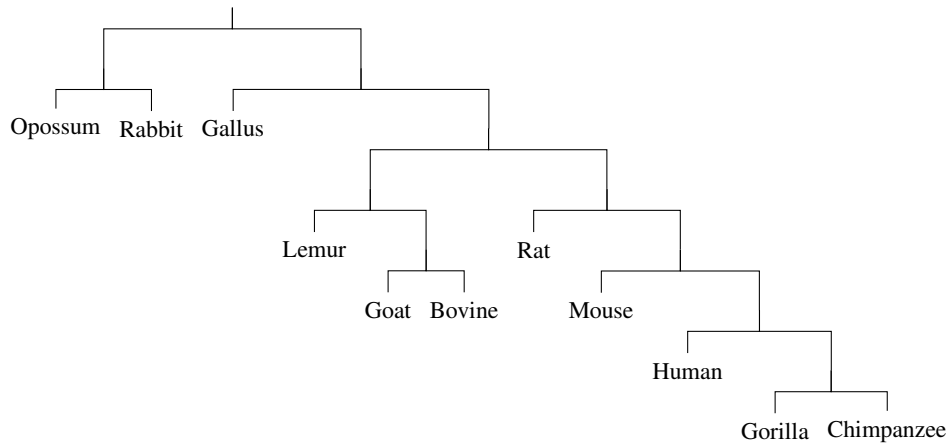 Opossum Rabbit Gallus
Lemur Rat
Goat Bovine Mouse
Human
Gorilla Chimpanzee